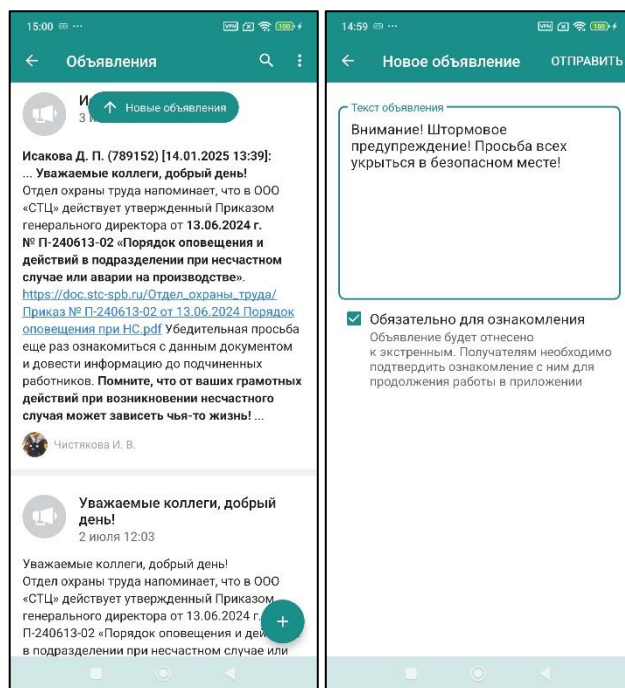 15:00
VPN
100
Объявления
Новые объявления
Исакова Д. П. (789152) [14.01.2025 13:39]:
... Уважаемые коллеги, добрый день!
Отдел охраны труда напоминает, что в ООО
«СТЦ» действует утвержденный Приказом
генерального директора от 13.06.2024 г.
№ П-240613-02 «Порядок оповещения и
действий в подразделении при несчастном
случае или аварии на производстве».
https://doc.stc-spb.ru/Отдел_охраны_труда/
Приказ № П-240613-02 от 13.06.2024 Порядок
оповещения при НС.pdf Убедительная просьба
еще раз ознакомиться с данным документом
и довести информацию до подчиненных
работников. Помните, что от ваших грамотных
действий при возникновении несчастного
случая может зависеть чья-то жизнь! ...
Чистякова И. В.
Уважаемые коллеги, добрый
день!
2 июля 12:03
Уважаемые коллеги, добрый день!
Отдел охраны труда напоминает, что в ООО
«СТЦ» действует утвержденный Приказом
генерального директора от 13.06.2024 г.
П-240613-02 «Порядок оповещения и
в подразделении при несчастном случае или
14:59
VPN
100
Новое объявление
ОТПРАВИТЬ
Текст объявления
Внимание! Штормовое
предупреждение! Просьба всех
укрыться в безопасном месте!
Обязательно для ознакомления
Объявление будет отнесено
к экстренным. Получателям необходимо
подтвердить ознакомление с ним для
продолжения работы в приложении